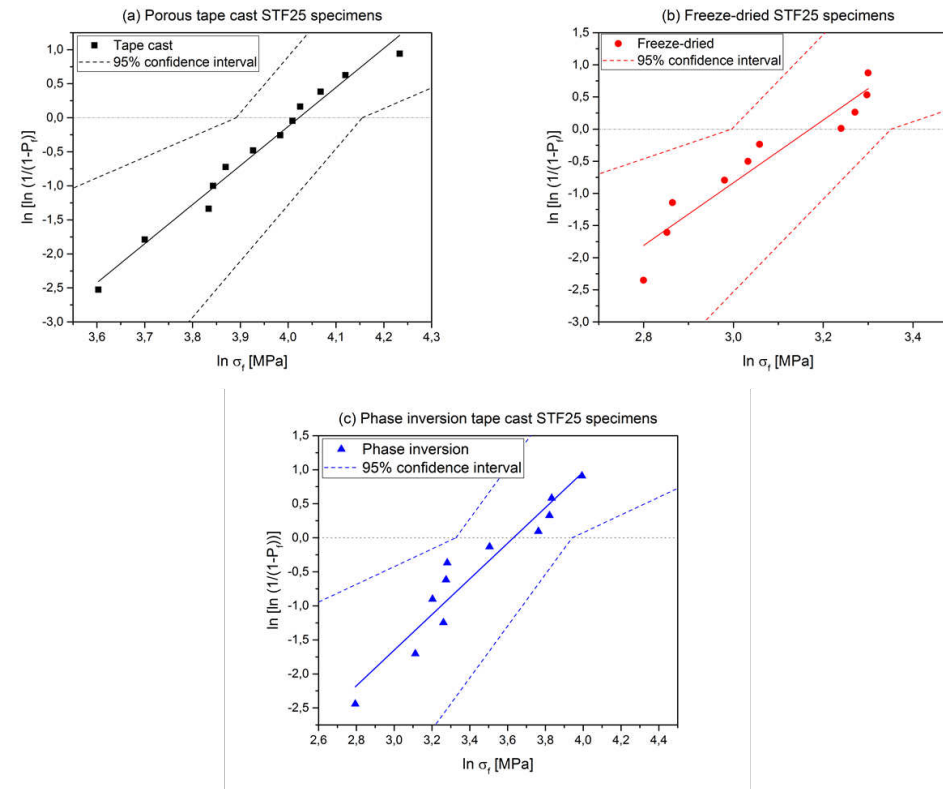 (a) Porous tape cast STF25 specimens
Tape cast
95% confidence interval
ln [ln (1/(1-Pf))]
1,0
0,5
0,0
-0,5
-1,0
-1,5
-2,0
-2,5
-3,0
3,6 3,7 3,8 3,9 4,0 4,1 4,2 4,3
ln σf [MPa]
(b) Freeze-dried STF25 specimens
Freeze-dried
95% confidence interval
ln [ln (1/(1-Pf))]
1,5
1,0
0,5
0,0
-0,5
-1,0
-1,5
-2,0
-2,5
-3,0
2,8 3,0 3,2 3,4
ln σf [MPa]
(c) Phase inversion tape cast STF25 specimens
Phase inversion
95% confidence interval
ln [ln (1/(1-Pf))]
1,5
1,0
0,5
0,0
-0,5
-1,0
-1,5
-2,0
-2,5
2,6 2,8 3,0 3,2 3,4 3,6 3,8 4,0 4,2 4,4
ln σf [MPa]